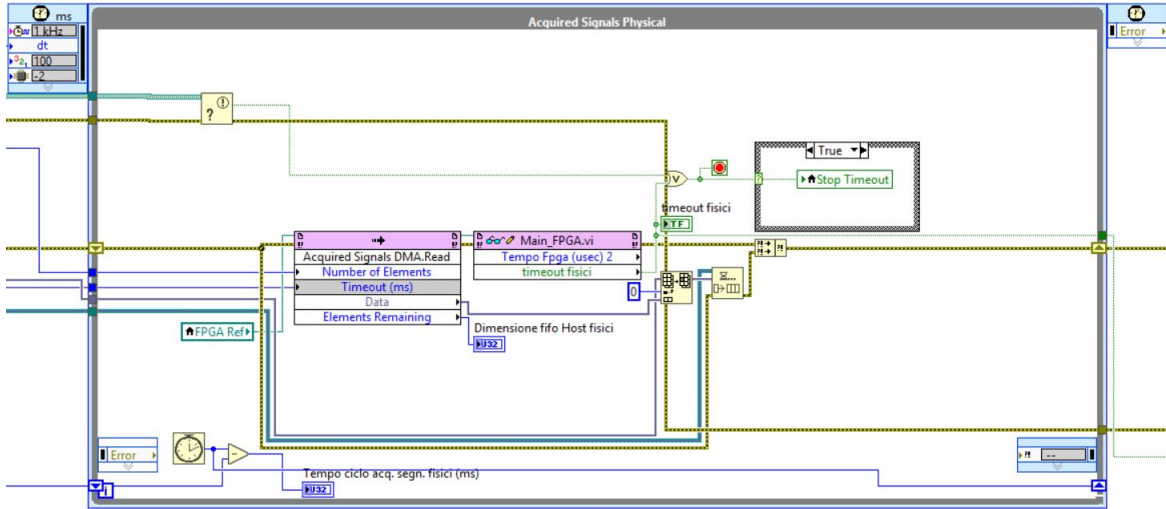 ms
Acquired Signals Physical
1 kHz
Error
dt
100
-2
?
!
True
Stop Timeout
V
timeout fisici
TF
Main_FPGA.vi
Acquired Signals DMA.Read
Tempo Fpga (usec) 2
Number of Elements
timeout fisici
Timeout (ms)
0
Data
Elements Remaining
Dimensione fifo Host fisici
FPGA Ref
U32
Error
--
Tempo ciclo acq. segn. fisici (ms)
i
U32